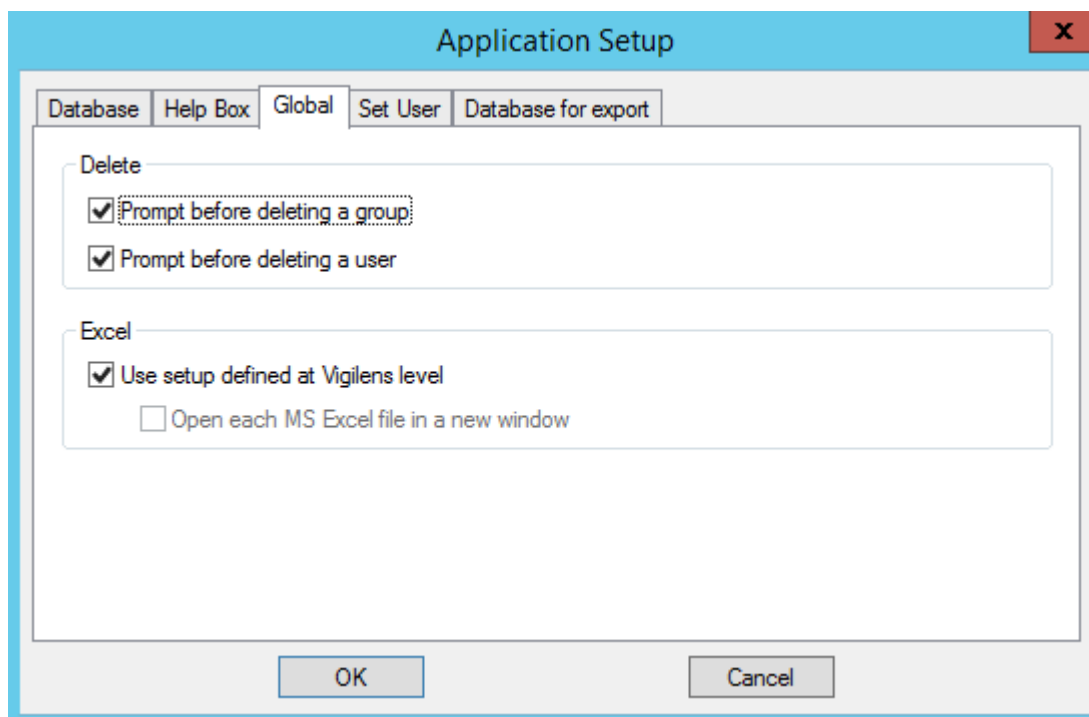 Application Setup
x
Database Help Box Global Set User Database for export
Delete
Prompt before deleting a group
Prompt before deleting a user
Excel
Use setup defined at Vigilens level
Open each MS Excel file in a new window
OK Cancel